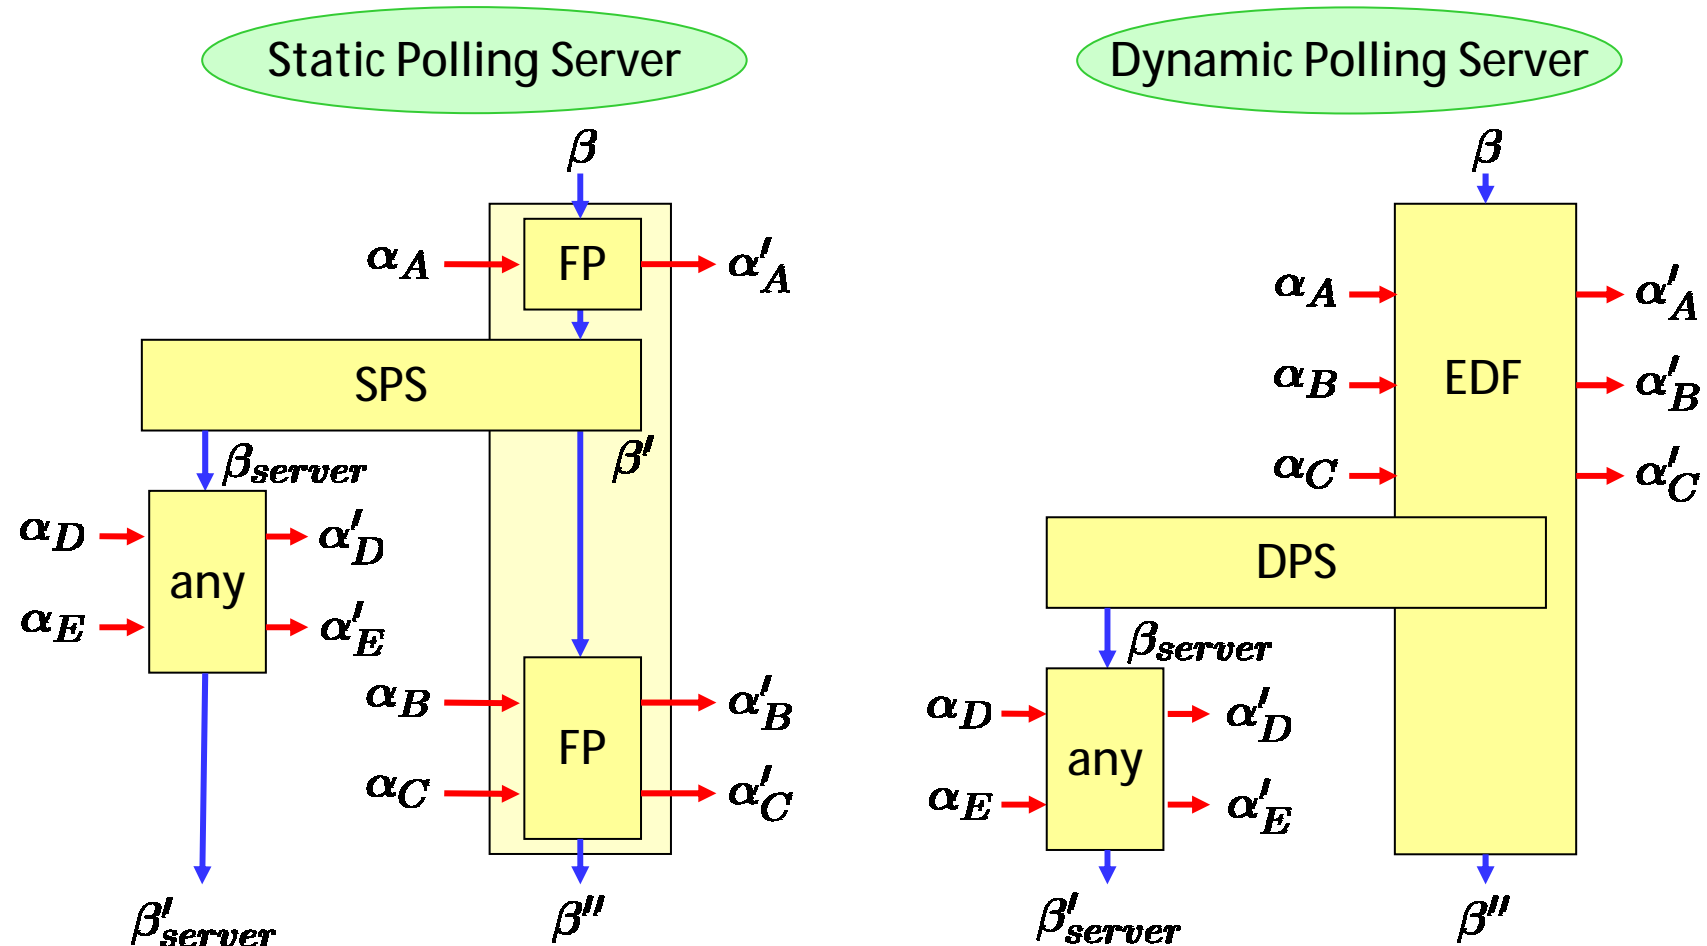 Static Polling Server
β
α_A FP α'_A
SPS
β_server β'
α_D α'_D
any
α_E α'_E
α_B α'_B
FP
α_C α'_C
β'_server β''
Dynamic Polling Server
β
α_A α'_A
α_B EDF α'_B
α_C α'_C
DPS
β_server
α_D α'_D
any
α_E α'_E
β'_server β''